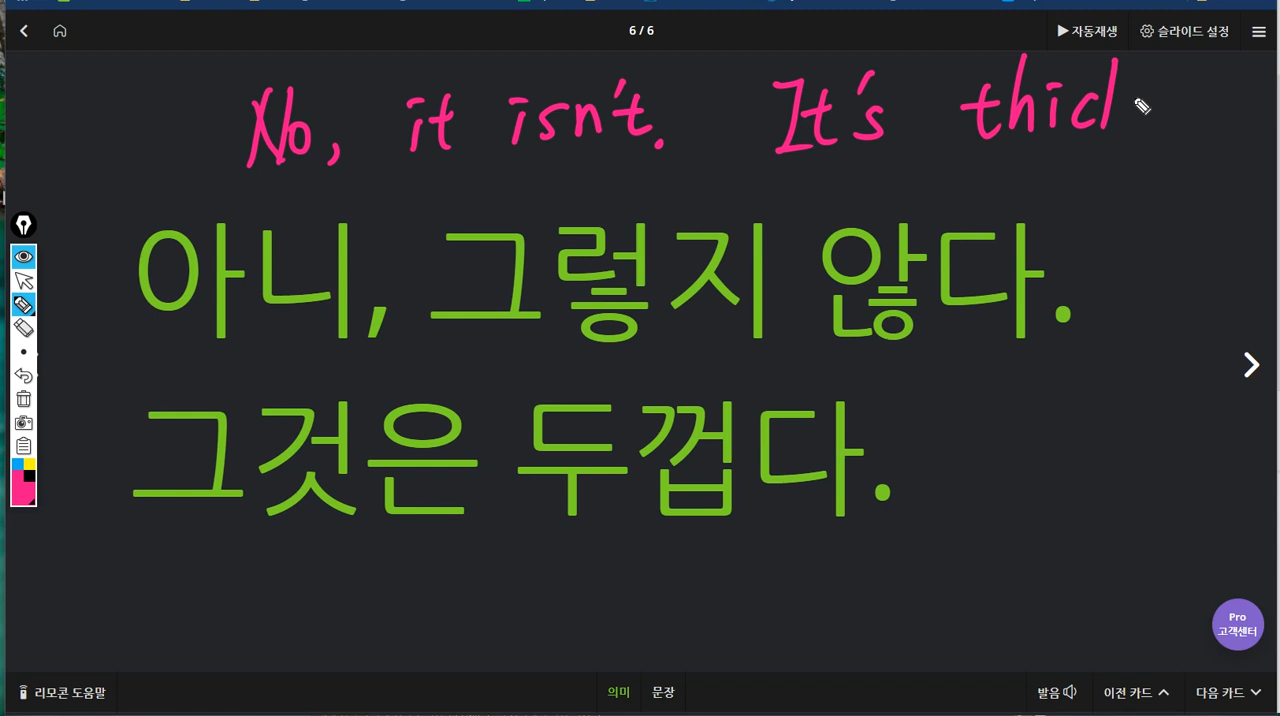 6 / 6
자동재생
슬라이드 설정
No, it isn't. It's thicl
아니, 그렇지 않다.
그것은 두껍다.
Pro
고객센터
리모콘 도움말
의미
문장
발음
이전 카드
다음 카드